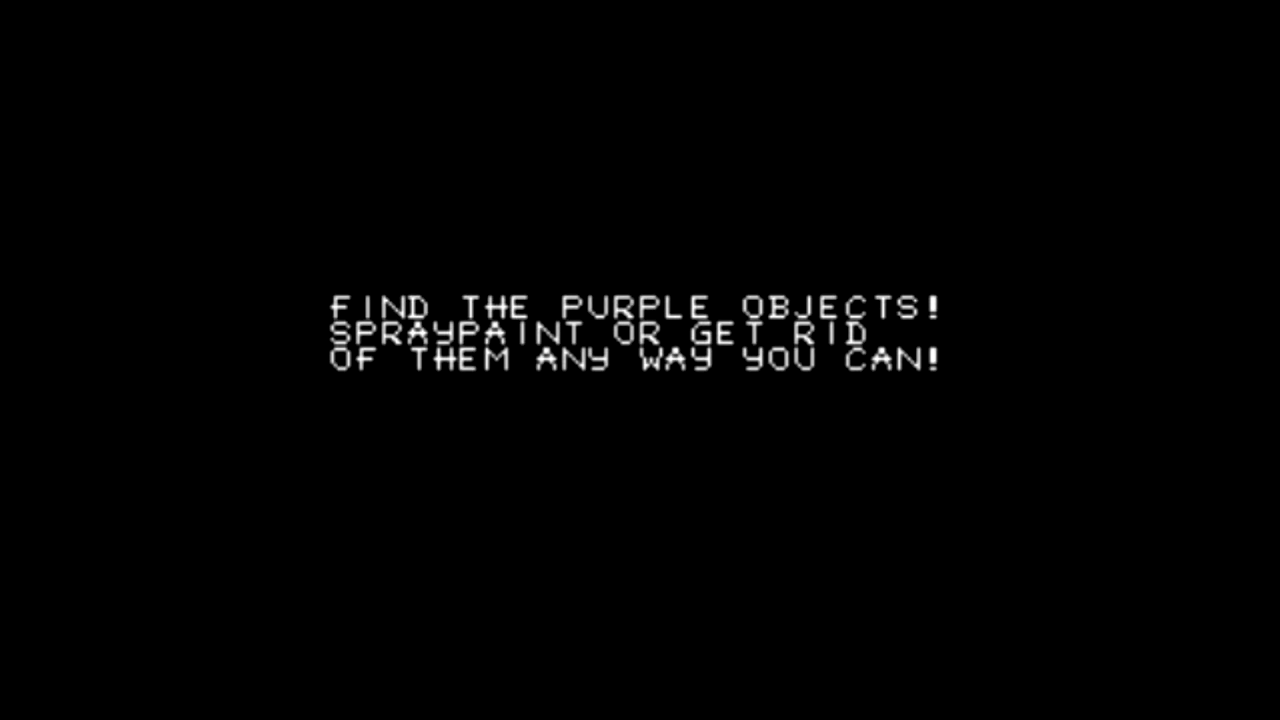 FIND THE PURPLE OBJECTS!
SPRAYPAINT OR GET RID
OF THEM ANY WAY YOU CAN!